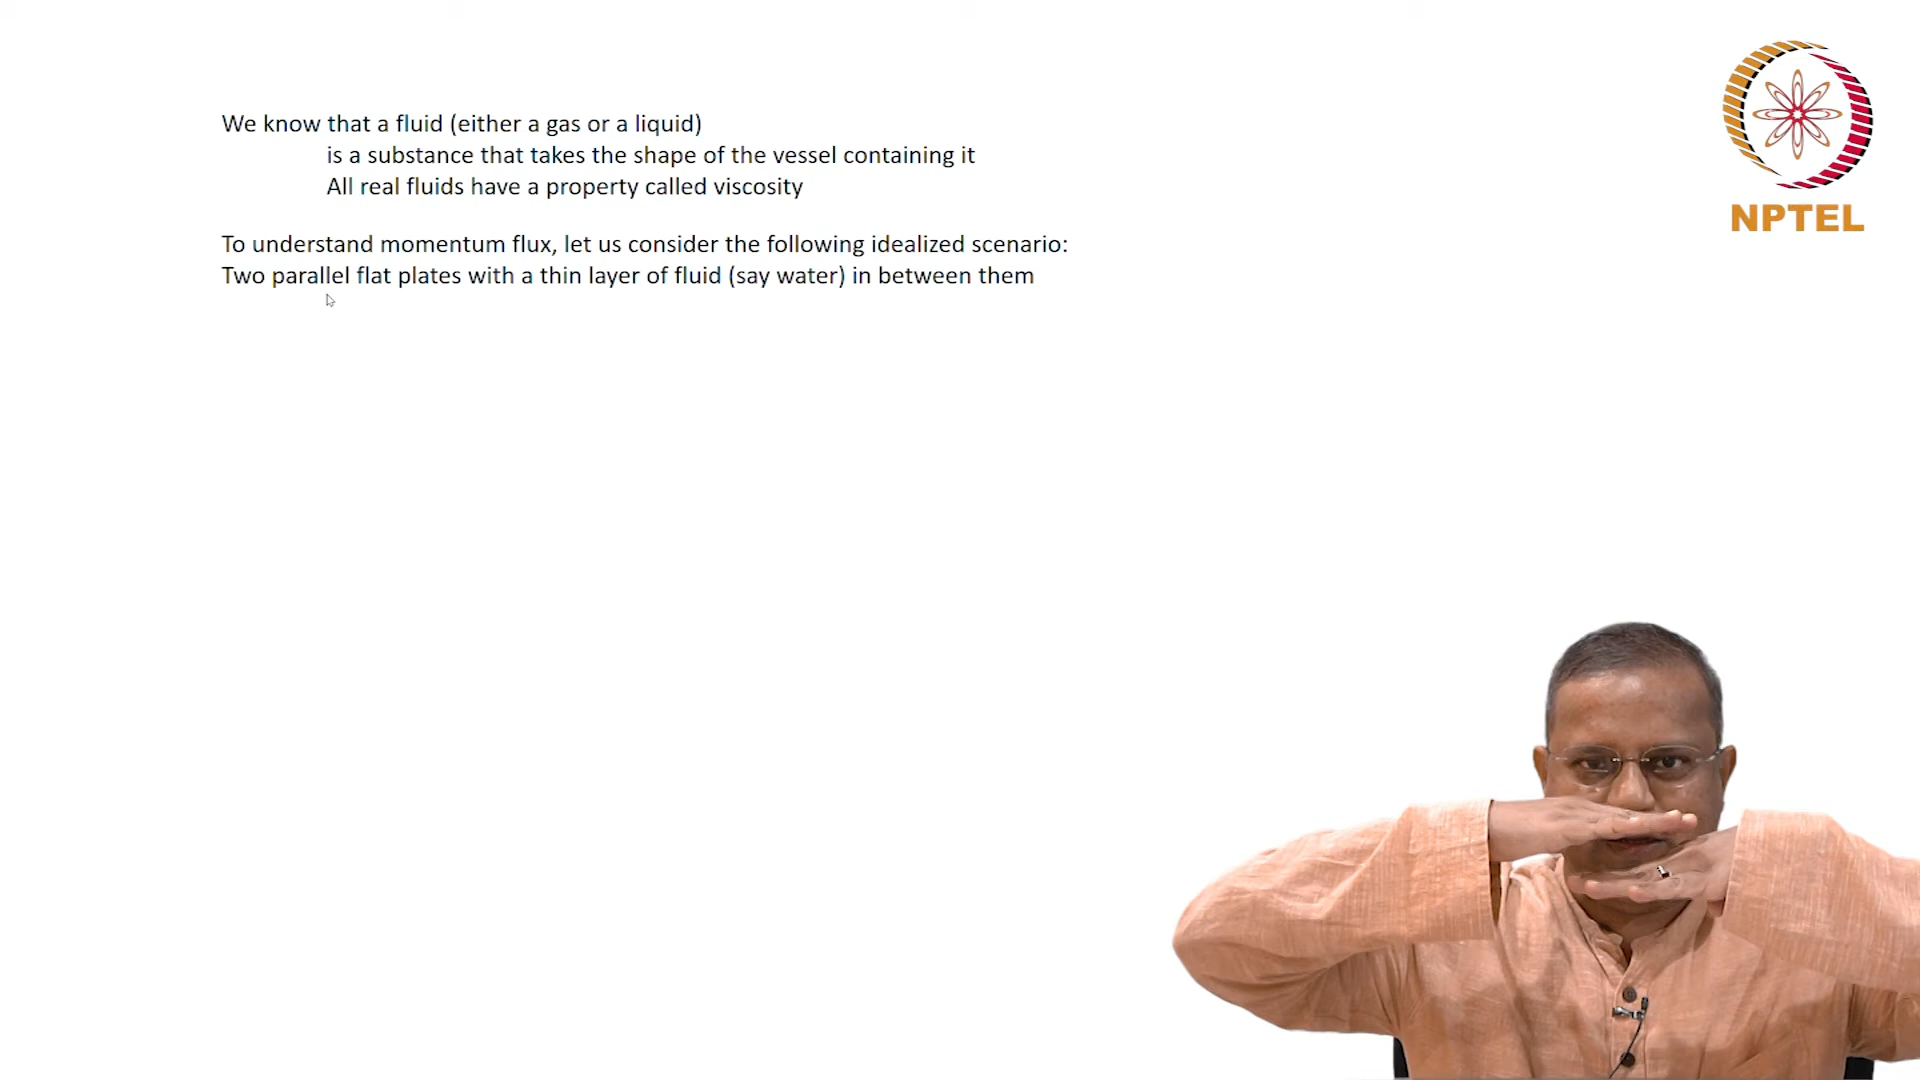 We know that a fluid (either a gas or a liquid)
is a substance that takes the shape of the vessel containing it
All real fluids have a property called viscosity
To understand momentum flux, let us consider the following idealized scenario:
Two parallel flat plates with a thin layer of fluid (say water) in between them
NPTEL